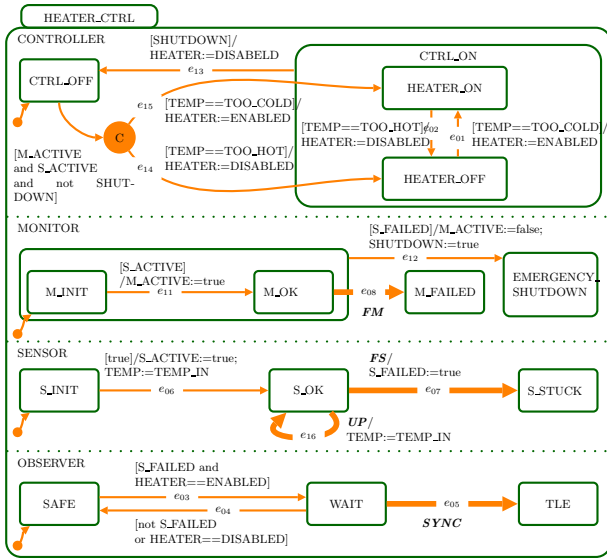 HEATER_CTRL
CONTROLLER
[SHUTDOWN]/
HEATER:=DISABELD
e13
CTRL_ON
CTRL_OFF
HEATER_ON
e15
[TEMP==TOO_COLD]/
HEATER:=ENABLED
C
[TEMP==TOO_HOT]/
HEATER:=DISABLED
e02
e01
[TEMP==TOO_COLD]/
HEATER:=ENABLED
[M_ACTIVE
and S_ACTIVE
and not SHUT-
DOWN]
e14
[TEMP==TOO_HOT]/
HEATER:=DISABLED
HEATER_OFF
MONITOR
[S_FAILED]/M_ACTIVE:=false;
SHUTDOWN:=true
e12
[S_ACTIVE]
/M_ACTIVE:=true
M_INIT
e11
M_OK
e08
FM
M_FAILED
EMERGENCY_
SHUTDOWN
SENSOR
[true]/S_ACTIVE:=true;
TEMP:=TEMP_IN
FS/
S_FAILED:=true
S_INIT
e06
S_OK
e07
S_STUCK
UP/
TEMP:=TEMP_IN
e16
OBSERVER
[S_FAILED and
HEATER==ENABLED]
SAFE
e03
e04
WAIT
e05
SYNC
TLE
[not S_FAILED
or HEATER==DISABLED]